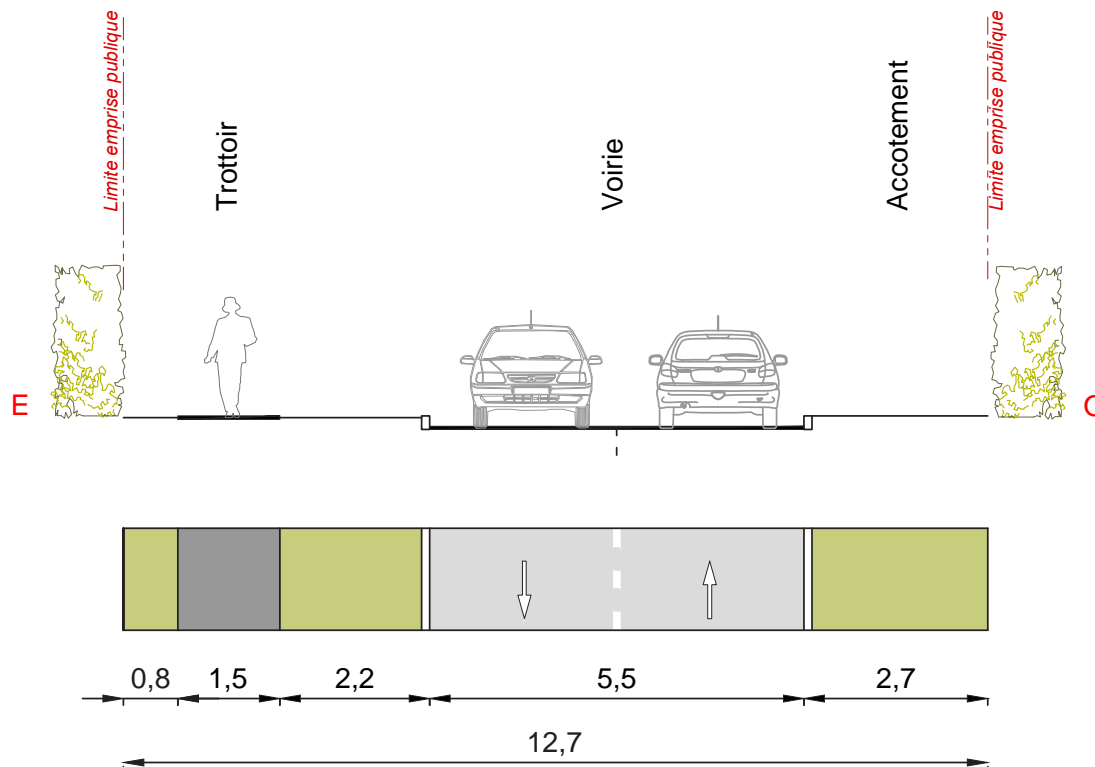 Limite emprise publique
Trottoir
Voirie
Accotement
Limite emprise publique
E
0,8
1,5
2,2
5,5
2,7
12,7